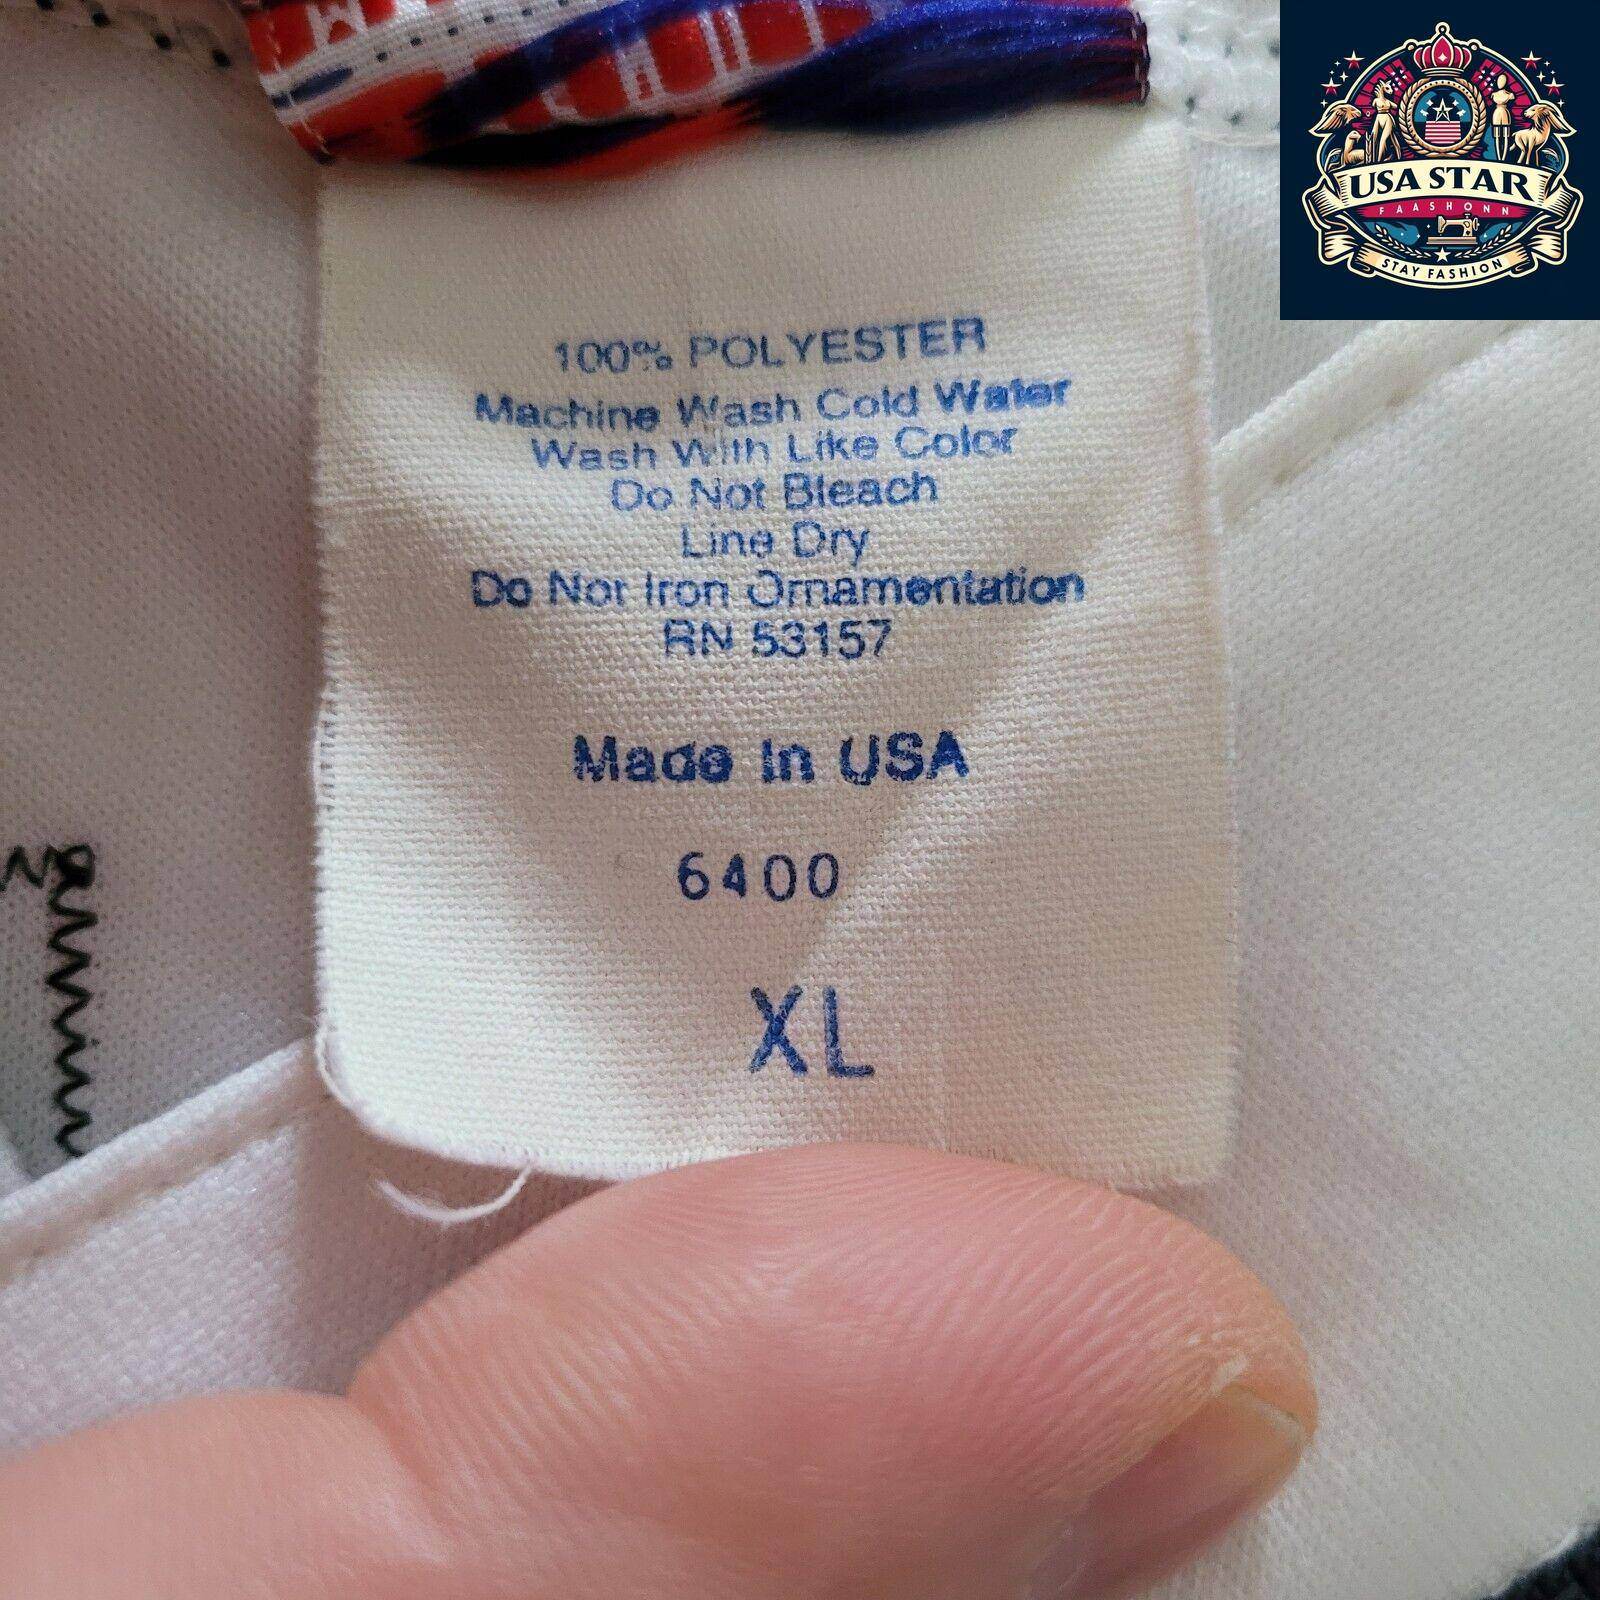 USA STAR
FAASHONN
STAY FASHION
100% POLYESTER
Machine Wash Cold Water
Wash With Like Color
Do Not Bleach
Line Dry
Do Not Iron Ornamentation
RN 53157
Made In USA
6400
XL